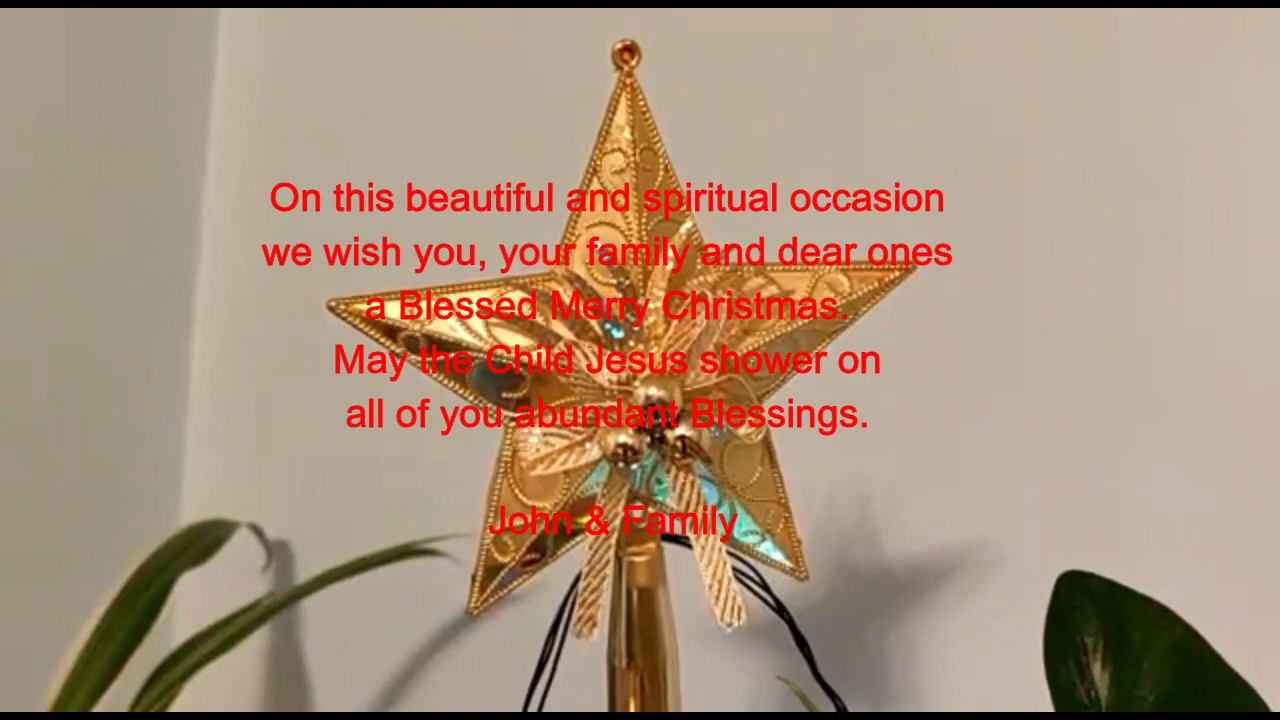 On this beautiful and spiritual occasion
we wish you, your family and dear ones
a Blessed Merry Christmas.
May the Child Jesus shower on
all of you abundant Blessings.
John & Family